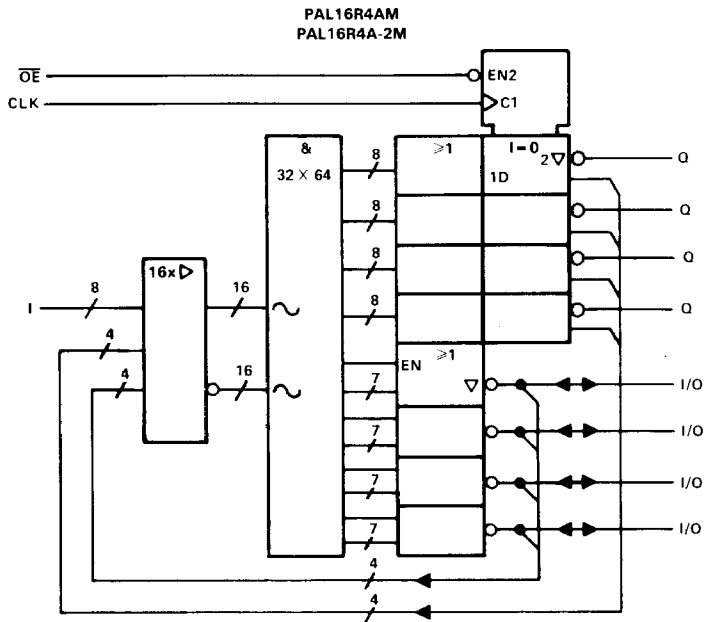 PAL16R4AM
PAL16R4A-2M
OE
EN2
CLK
C1
&
32 × 64
8
≥1
I=0
2▽
1D
Q
8
Q
8
Q
8
Q
16x ▷
I
8
16
4
EN
≥1
▽
4
16
7
I/O
7
I/O
7
I/O
7
I/O
4
4